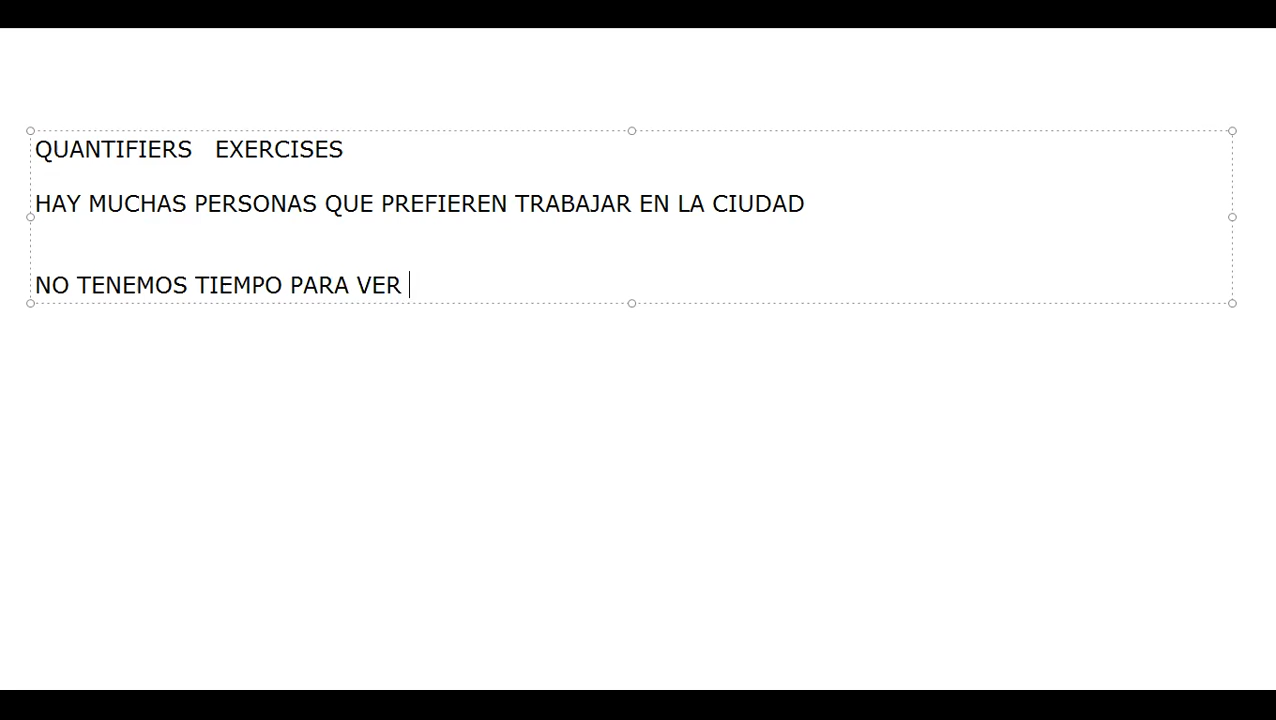 QUANTIFIERS EXERCISES
HAY MUCHAS PERSONAS QUE PREFIEREN TRABAJAR EN LA CIUDAD
NO TENEMOS TIEMPO PARA VER